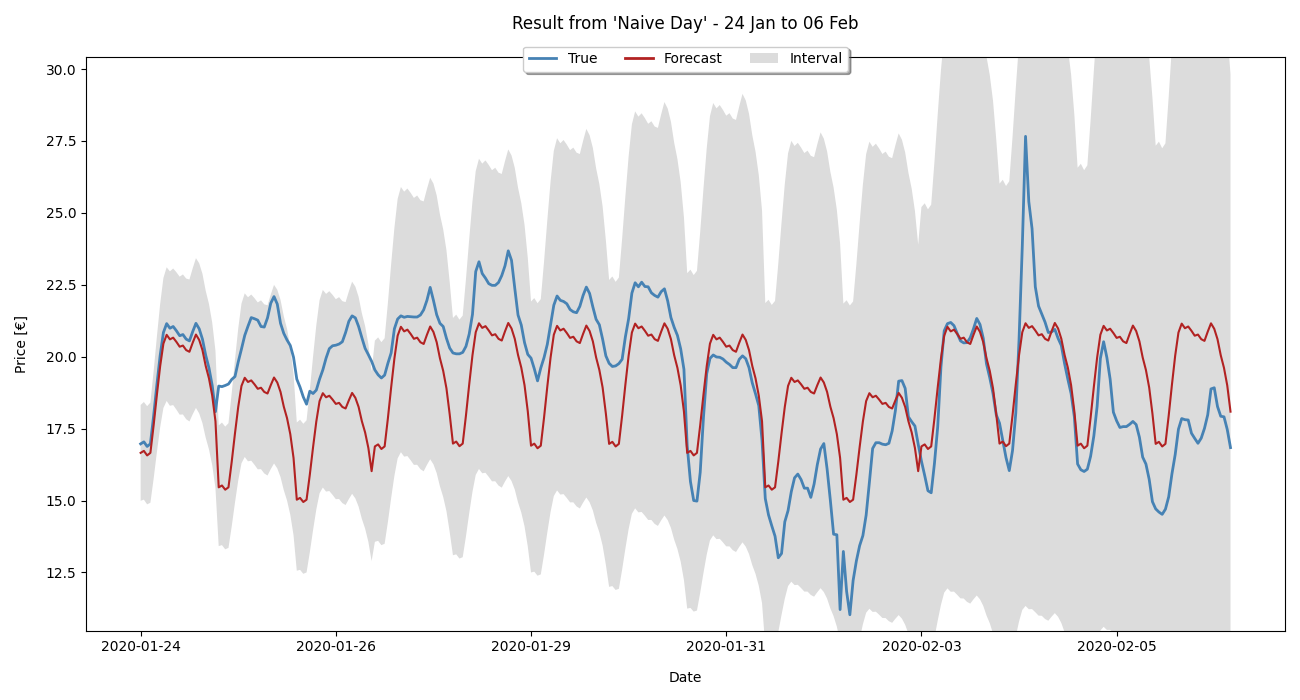 Result from 'Naive Day' - 24 Jan to 06 Feb
True Forecast Interval
30.0
27.5
25.0
22.5
20.0
17.5
15.0
12.5
Price [€]
2020-01-24 2020-01-26 2020-01-29 2020-01-31 2020-02-03 2020-02-05
Date